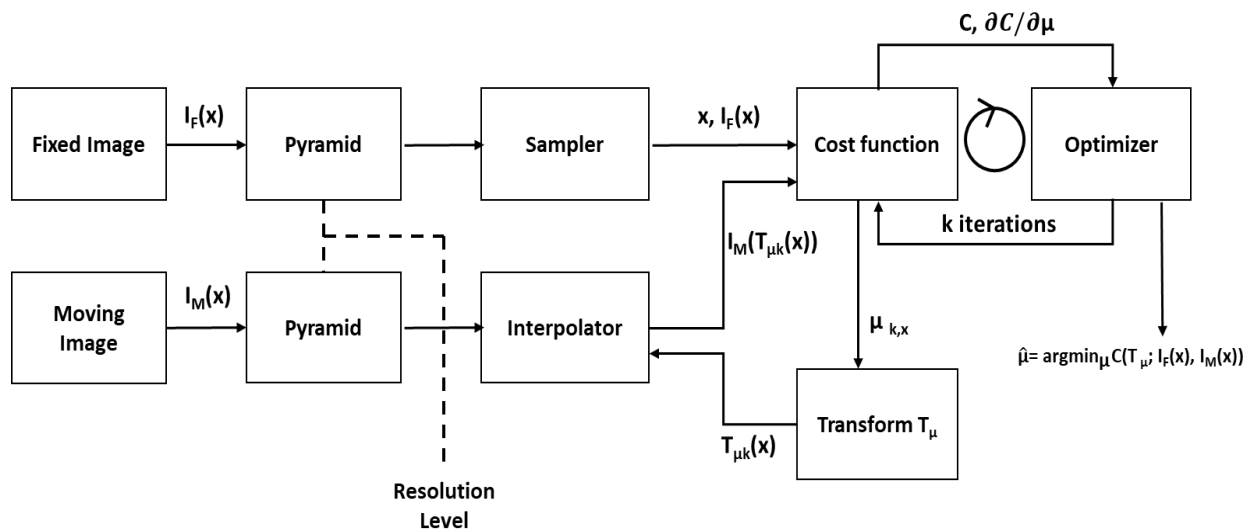 C, ∂C/∂μ
I_F(x)
x, I_F(x)
Fixed Image
Pyramid
Sampler
Cost function
Optimizer
k iterations
I_M(T_μk(x))
I_M(x)
Moving
Image
Pyramid
Interpolator
μ k,x
μ̂= argmin_μ C(T_μ; I_F(x), I_M(x))
Transform T_μ
T_μk(x)
Resolution
Level